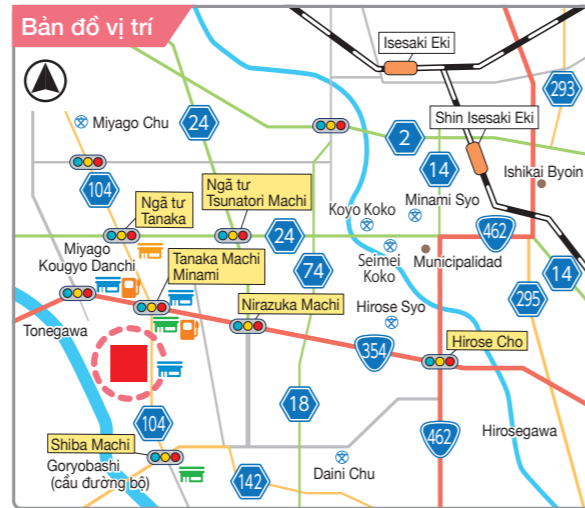 Bản đồ vị trí
Isesaki Eki
293
Miyago Chu
24
2
Shin Isesaki Eki
14
Ishikai Byoin
104
Ngã tư
Tanaka
Ngã tư
Tsunatori Machi
Koyo Koko
Minami Syo
462
24
Miyago
Kougyo Danchi
Tanaka Machi
Minami
74
Seimei
Koko
Municipalidad
14
295
Nirazuka Machi
Hirose Syo
Tonegawa
354
Hirose Cho
18
104
462
Hirosegawa
Shiba Machi
Goryobashi
(cầu đường bộ)
142
Daini Chu